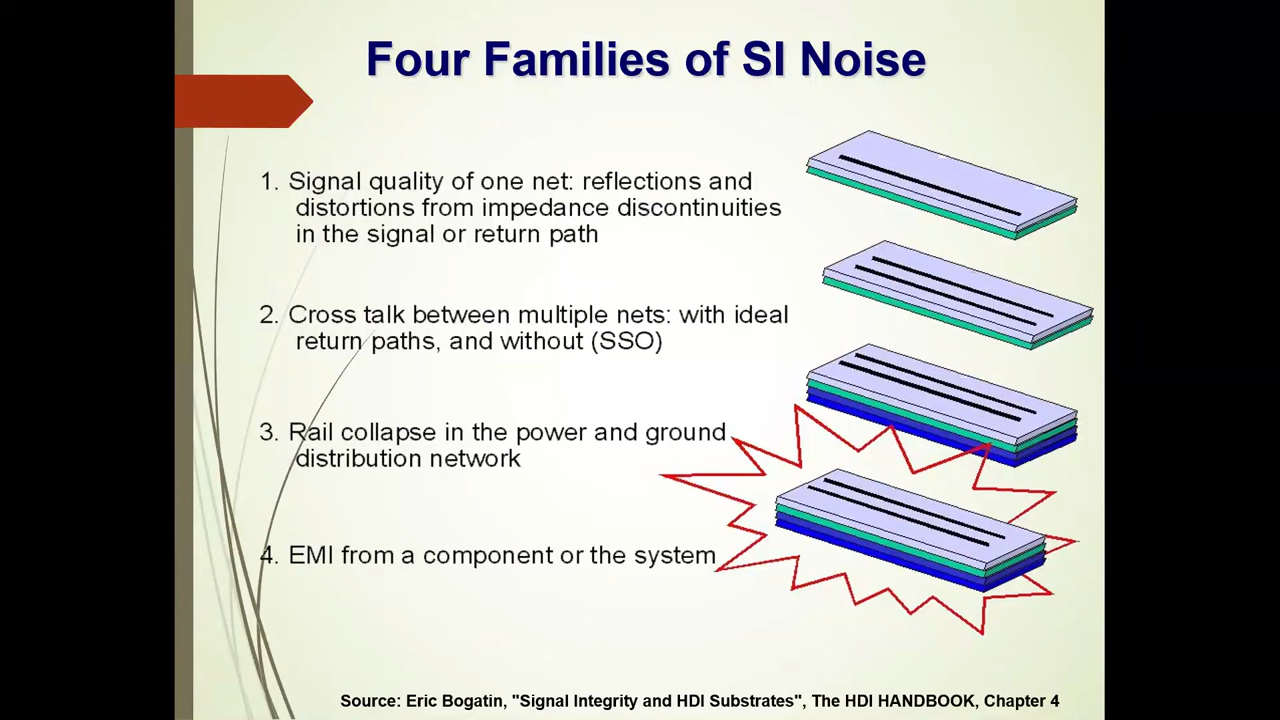 Four Families of SI Noise
1. Signal quality of one net: reflections and
distortions from impedance discontinuities
in the signal or return path
2. Cross talk between multiple nets: with ideal
return paths, and without (SSO)
3. Rail collapse in the power and ground
distribution network
4. EMI from a component or the system
Source: Eric Bogatin, "Signal Integrity and HDI Substrates", The HDI HANDBOOK, Chapter 4